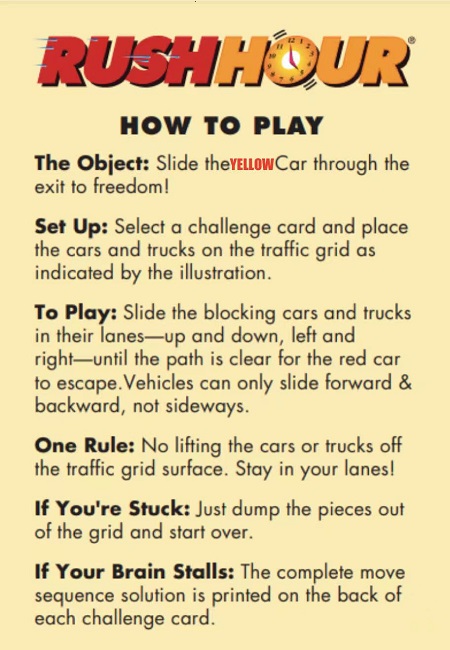 RUSH HOUR®
HOW TO PLAY
The Object: Slide the YELLOW Car through the
exit to freedom!
Set Up: Select a challenge card and place
the cars and trucks on the traffic grid as
indicated by the illustration.
To Play: Slide the blocking cars and trucks
in their lanes—up and down, left and
right—until the path is clear for the red car
to escape.Vehicles can only slide forward &
backward, not sideways.
One Rule: No lifting the cars or trucks off
the traffic grid surface. Stay in your lanes!
If You're Stuck: Just dump the pieces out
of the grid and start over.
If Your Brain Stalls: The complete move
sequence solution is printed on the back of
each challenge card.